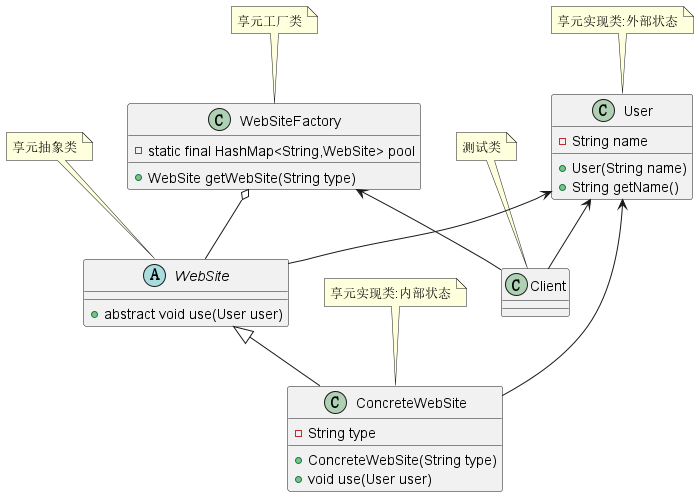 享元工厂类
享元实现类:外部状态
C WebSiteFactory
static final HashMap<String,WebSite> pool
WebSite getWebSite(String type)
C User
String name
User(String name)
String getName()
享元抽象类
测试类
A WebSite
abstract void use(User user)
C Client
享元实现类:内部状态
C ConcreteWebSite
String type
ConcreteWebSite(String type)
void use(User user)